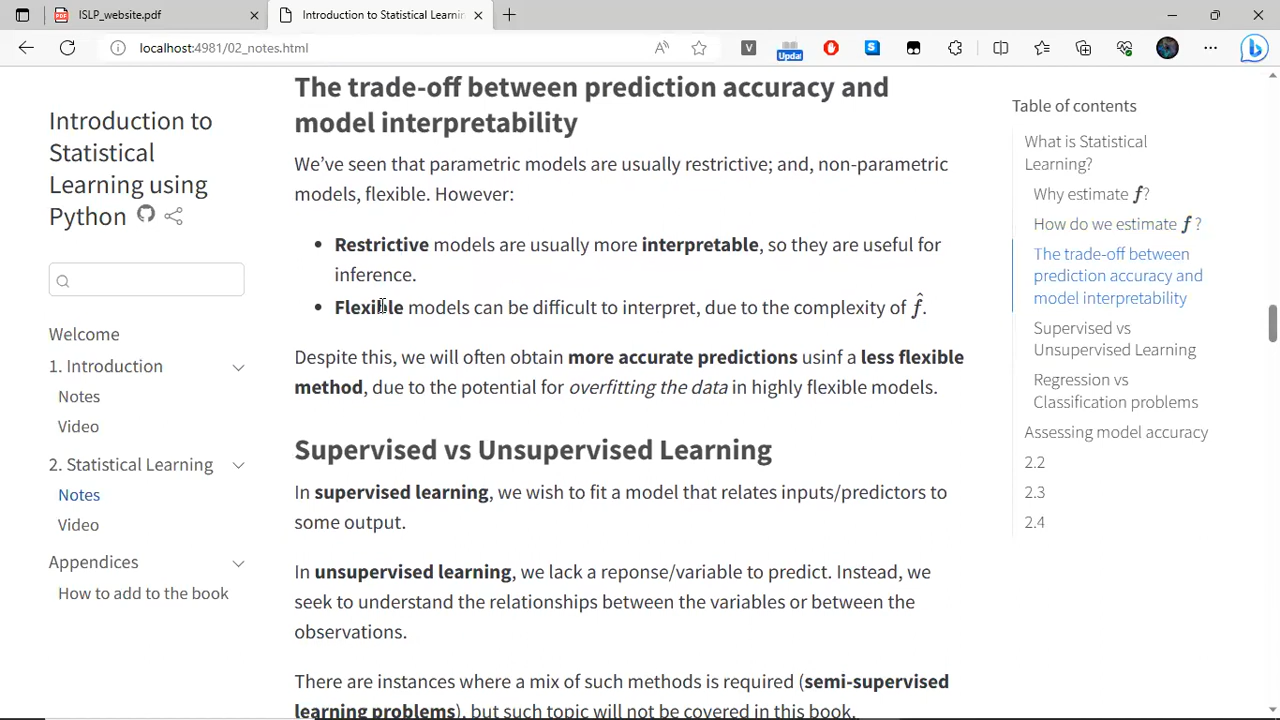 ISLP_website.pdf
Introduction to Statistical Learnin
localhost:4981/02_notes.html
Upda
The trade-off between prediction accuracy and
model interpretability
We’ve seen that parametric models are usually restrictive; and, non-parametric
models, flexible. However:
• Restrictive models are usually more interpretable, so they are useful for
inference.
• Flexible models can be difficult to interpret, due to the complexity of f̂.
Despite this, we will often obtain more accurate predictions usinf a less flexible
method, due to the potential for overfitting the data in highly flexible models.
Supervised vs Unsupervised Learning
In supervised learning, we wish to fit a model that relates inputs/predictors to
some output.
In unsupervised learning, we lack a reponse/variable to predict. Instead, we
seek to understand the relationships between the variables or between the
observations.
There are instances where a mix of such methods is required (semi-supervised
learning problems), but such topic will not be covered in this book.
Introduction to
Statistical
Learning using
Python
Welcome
1. Introduction
Notes
Video
2. Statistical Learning
Notes
Video
Appendices
How to add to the book
Table of contents
What is Statistical
Learning?
Why estimate f?
How do we estimate f?
The trade-off between
prediction accuracy and
model interpretability
Supervised vs
Unsupervised Learning
Regression vs
Classification problems
Assessing model accuracy
2.2
2.3
2.4